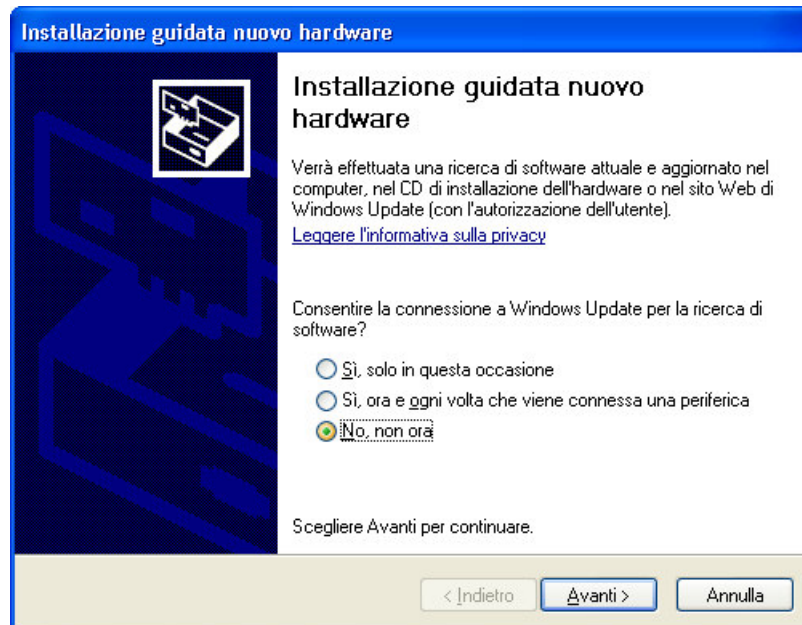 Installazione guidata nuovo hardware
Installazione guidata nuovo
hardware
Verrà effettuata una ricerca di software attuale e aggiornato nel
computer, nel CD di installazione dell'hardware o nel sito Web di
Windows Update (con l'autorizzazione dell'utente).
Leggere l'informativa sulla privacy
Consentire la connessione a Windows Update per la ricerca di
software?
Sì, solo in questa occasione
Sì, ora e ogni volta che viene connessa una periferica
No, non ora
Scegliere Avanti per continuare.
< Indietro
Avanti >
Annulla